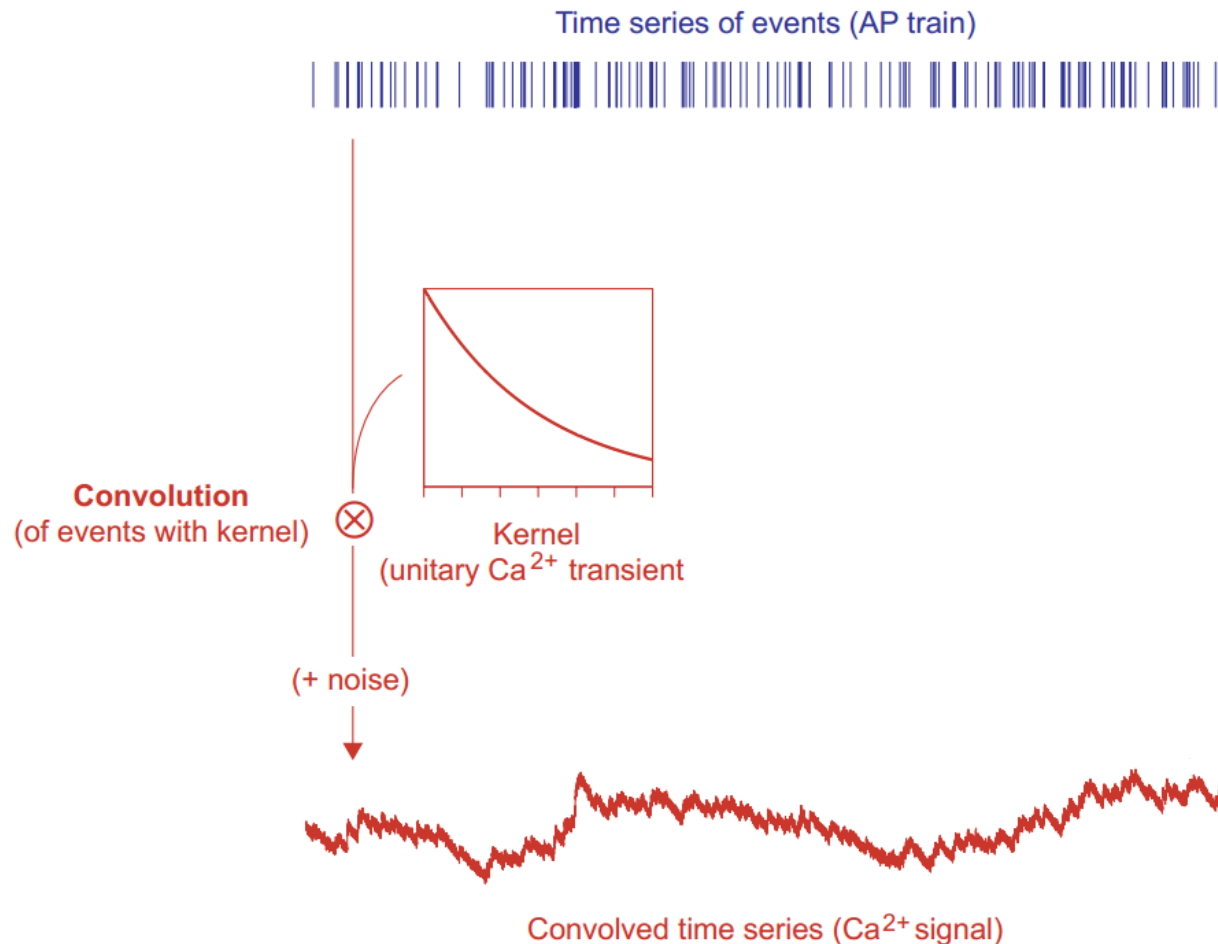 Time series of events (AP train)
Convolution
(of events with kernel)
Kernel
(unitary Ca²⁺ transient
(+ noise)
Convolved time series (Ca²⁺ signal)